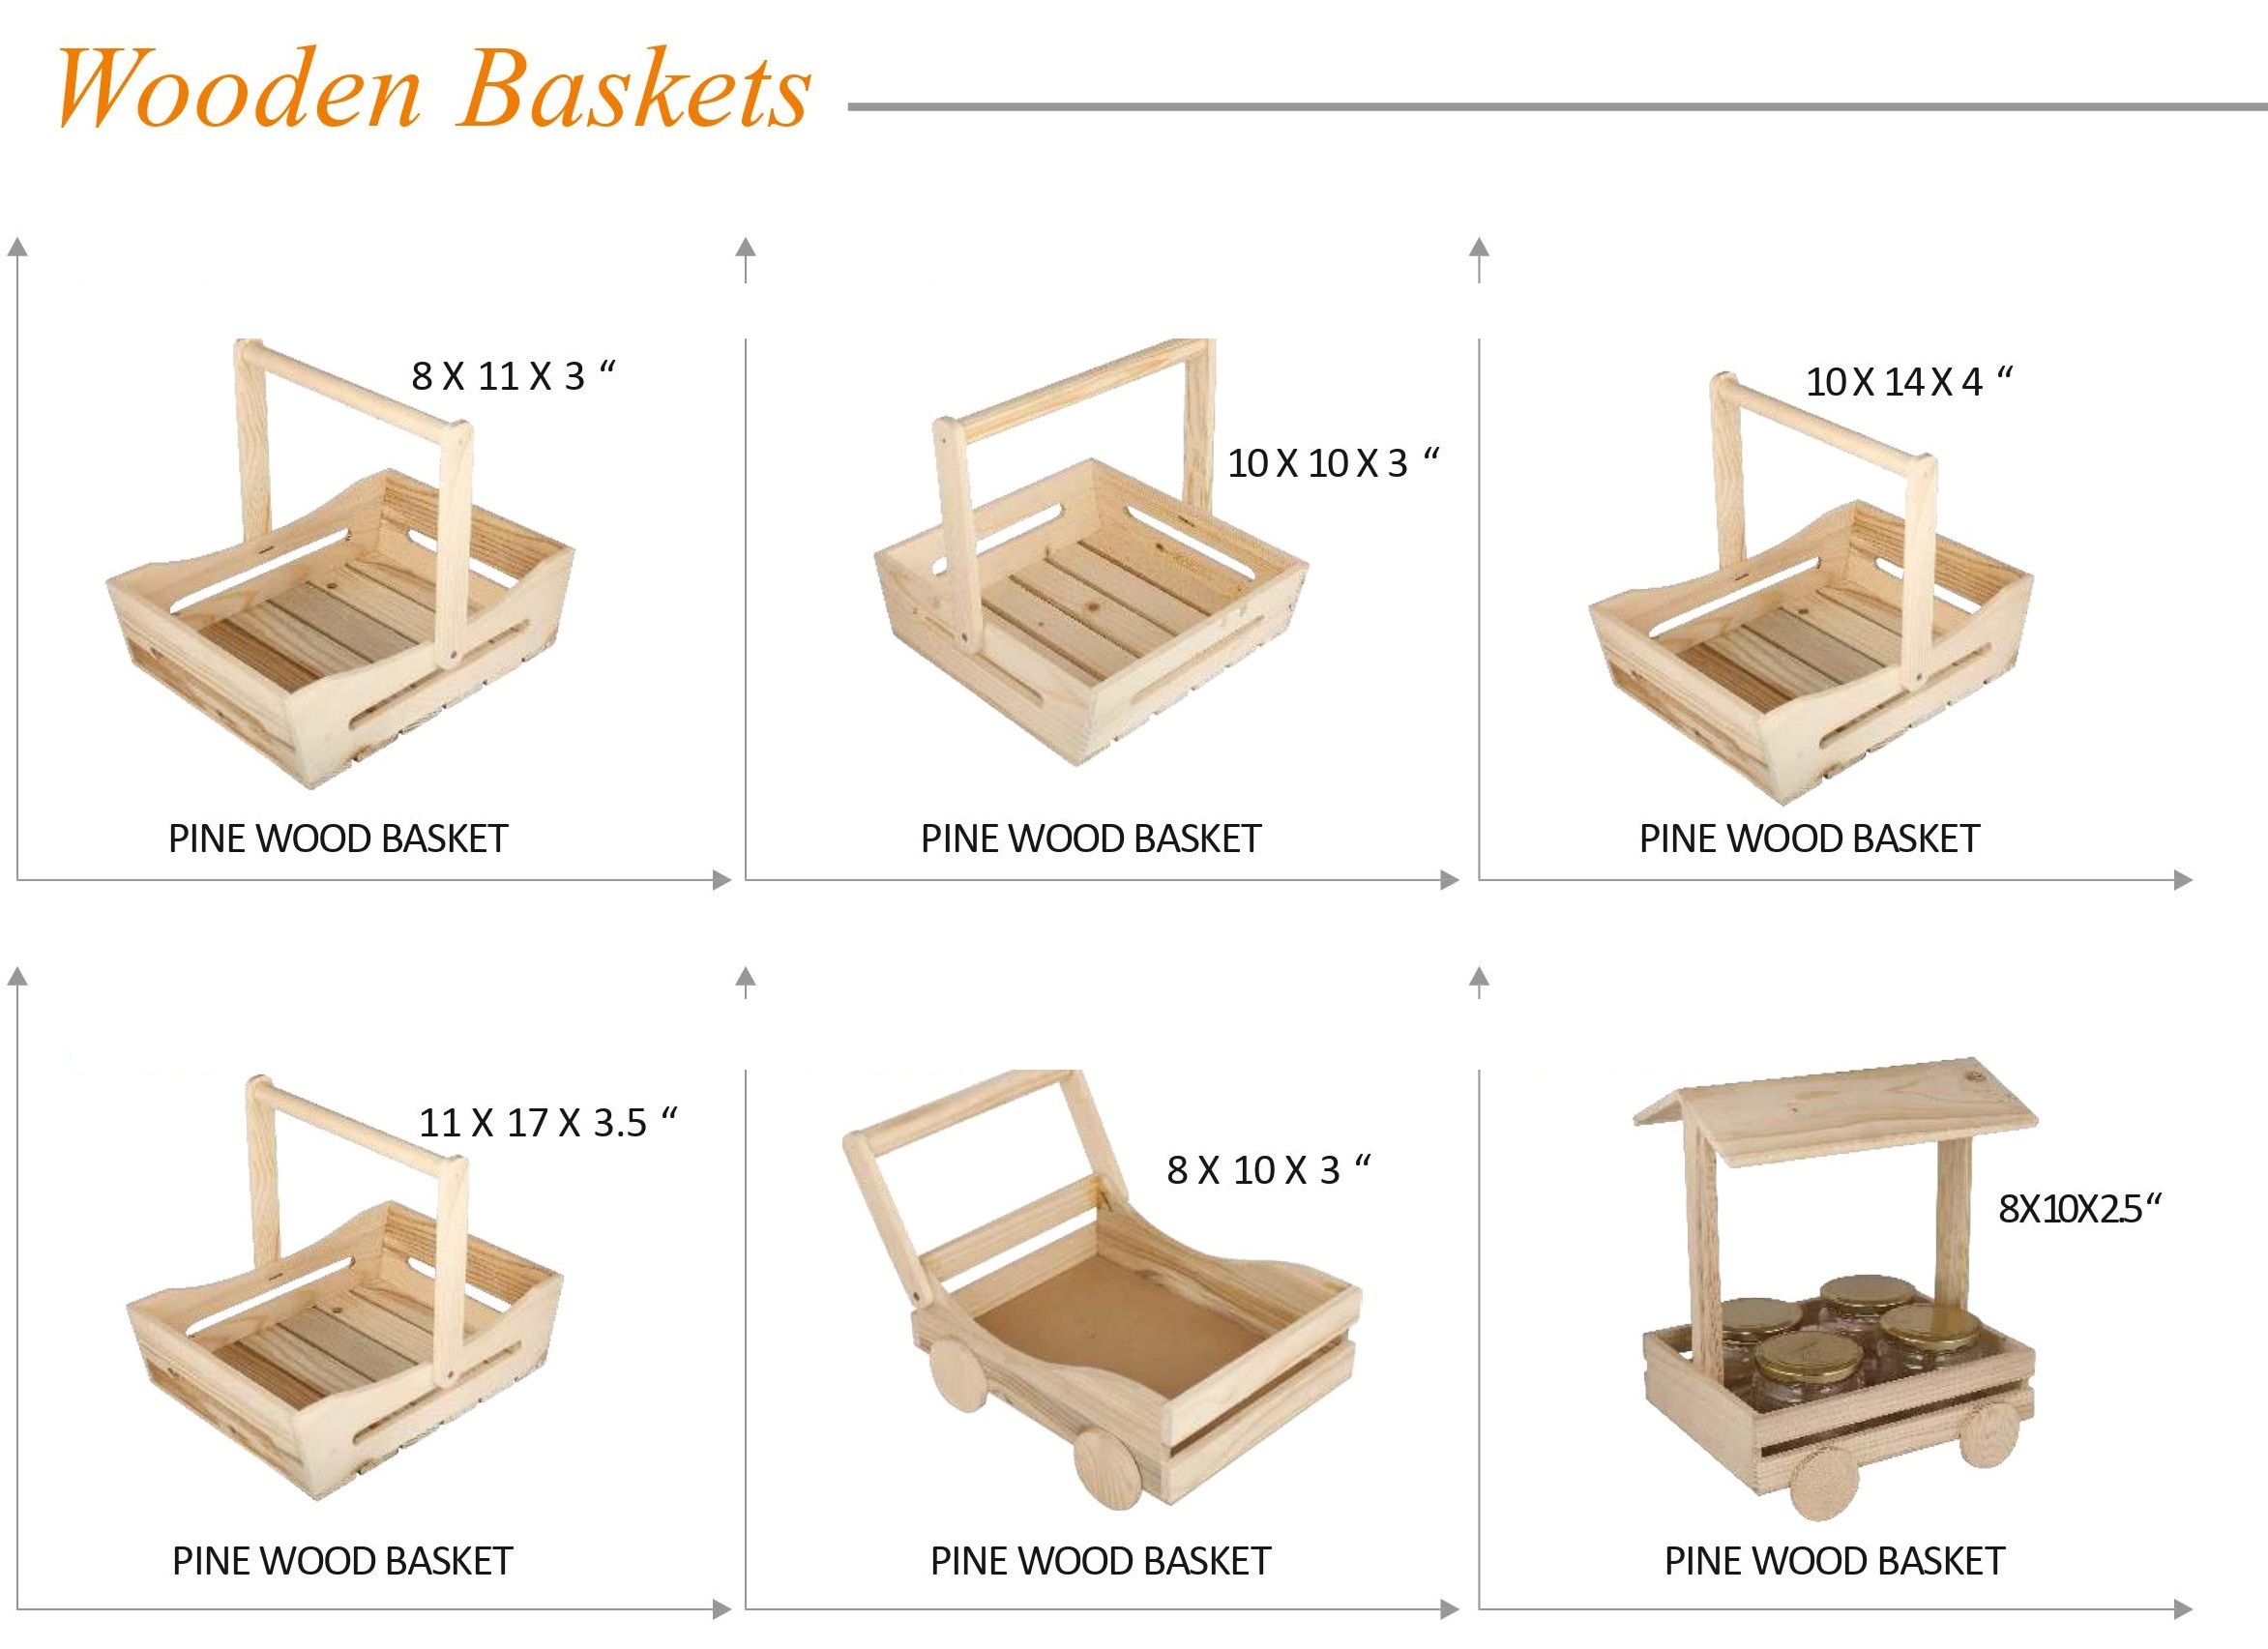 Wooden Baskets
8 X 11 X 3 “
10 X 10 X 3 “
10 X 14 X 4 “
PINE WOOD BASKET
PINE WOOD BASKET
PINE WOOD BASKET
11 X 17 X 3.5 “
8 X 10 X 3 “
8X10X2.5“
PINE WOOD BASKET
PINE WOOD BASKET
PINE WOOD BASKET